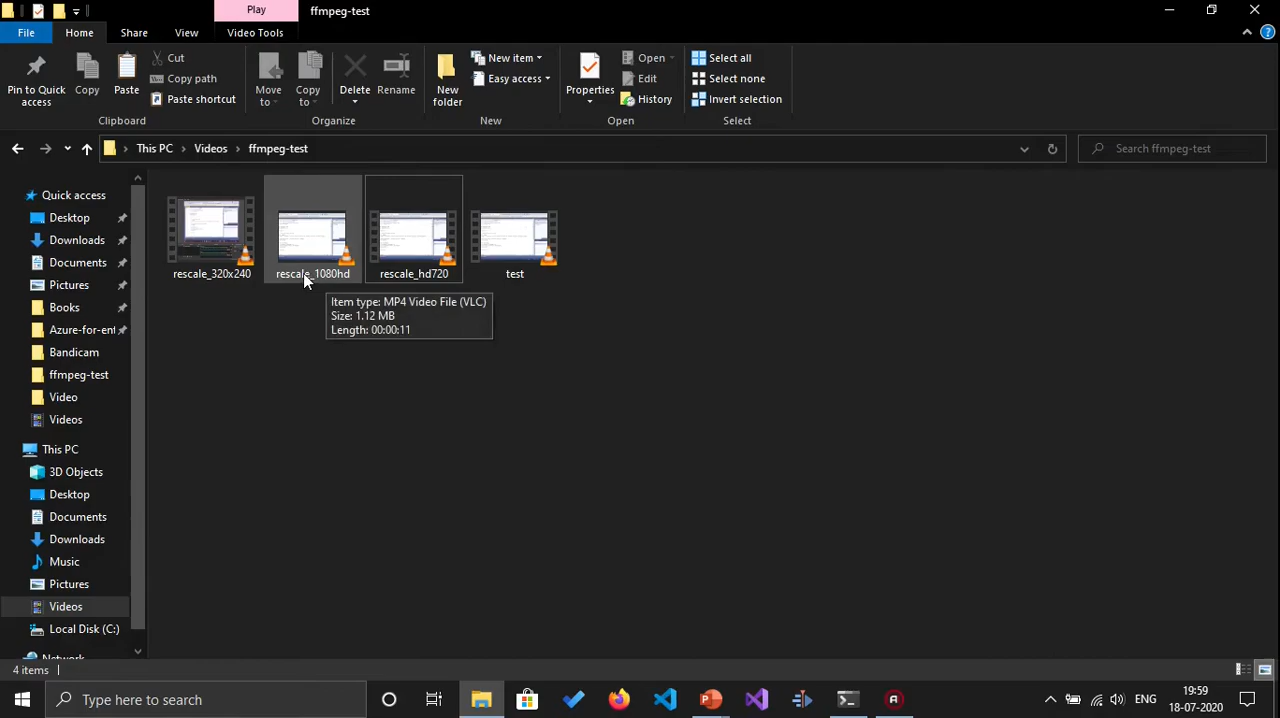 Play
ffmpeg-test
File
Home
Share
View
Video Tools
Pin to Quick access
Copy
Paste
Cut
Copy path
Paste shortcut
Clipboard
Move to
Copy to
Delete
Rename
Organize
New folder
New item
Easy access
New
Properties
Open
Edit
History
Open
Select all
Select none
Invert selection
Select
This PC
Videos
ffmpeg-test
Search ffmpeg-test
Quick access
Desktop
Downloads
Documents
Pictures
Books
Azure-for-ent
Bandicam
ffmpeg-test
Video
Videos
This PC
3D Objects
Desktop
Documents
Downloads
Music
Pictures
Videos
Local Disk (C:)
Network
rescale_320x240
rescale_1080hd
rescale_hd720
test
Item type: MP4 Video File (VLC)
Size: 1.12 MB
Length: 00:00:11
4 items
Type here to search
ENG
9:59
18-07-2020